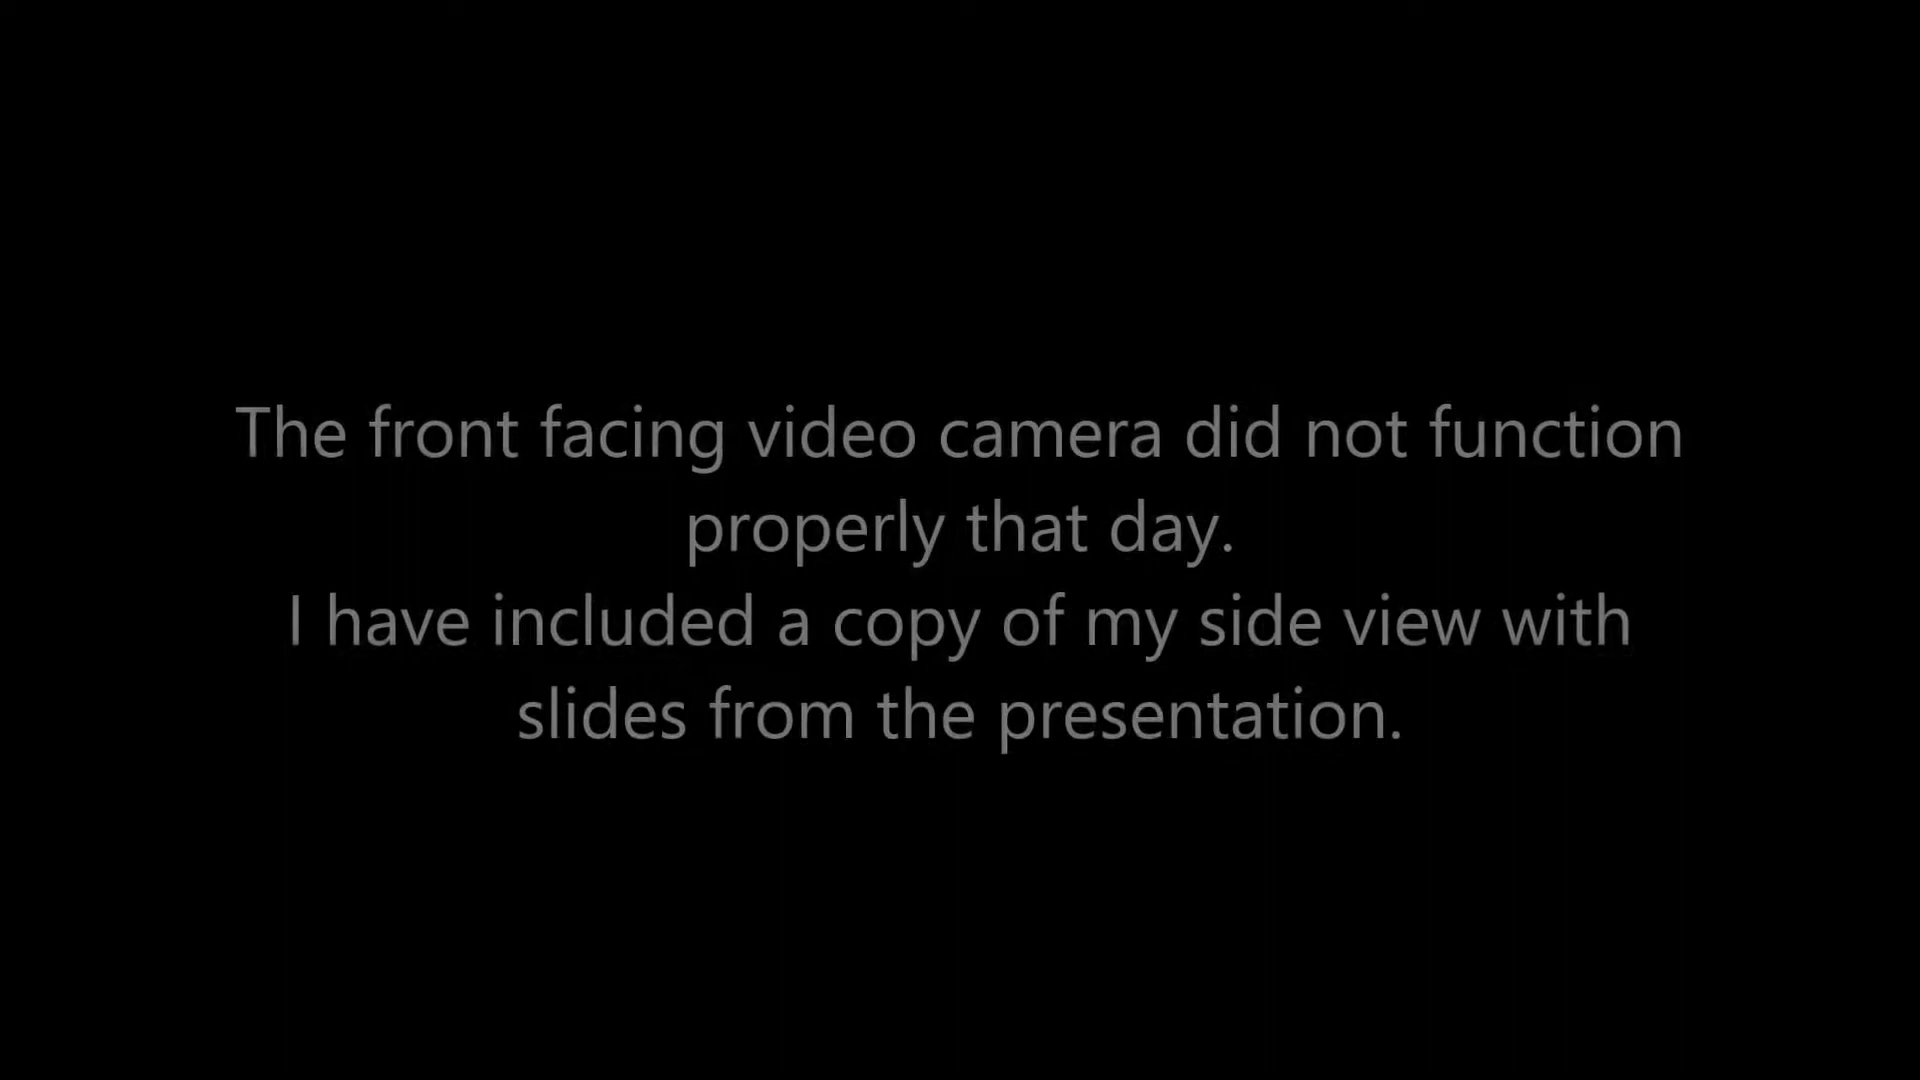 The front facing video camera did not function
properly that day.
I have included a copy of my side view with
slides from the presentation.